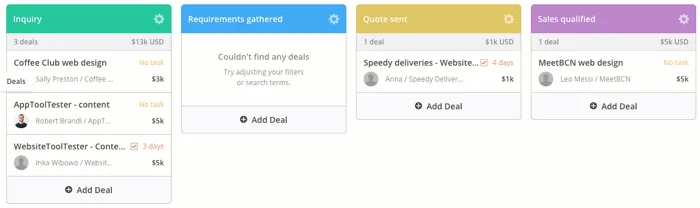 Inquiry
3 deals $13k USD
Coffee Club web design No task
Sally Preston / Coffee ... $3k
Deals
AppToolTester - content No task
Robert Brandl / AppT... $5k
WebsiteToolTester - Conte... 3 days
Inka Wibowo / Websit... $5k
Add Deal
Requirements gathered
Couldn't find any deals
Try adjusting your filters
or search terms.
Add Deal
Quote sent
1 deal $1k USD
Speedy deliveries - Website... 4 days
Anna / Speedy Deliver... $1k
Add Deal
Sales qualified
1 deal $5k USD
MeetBCN web design No task
Leo Messi / MeetBCN $5k
Add Deal